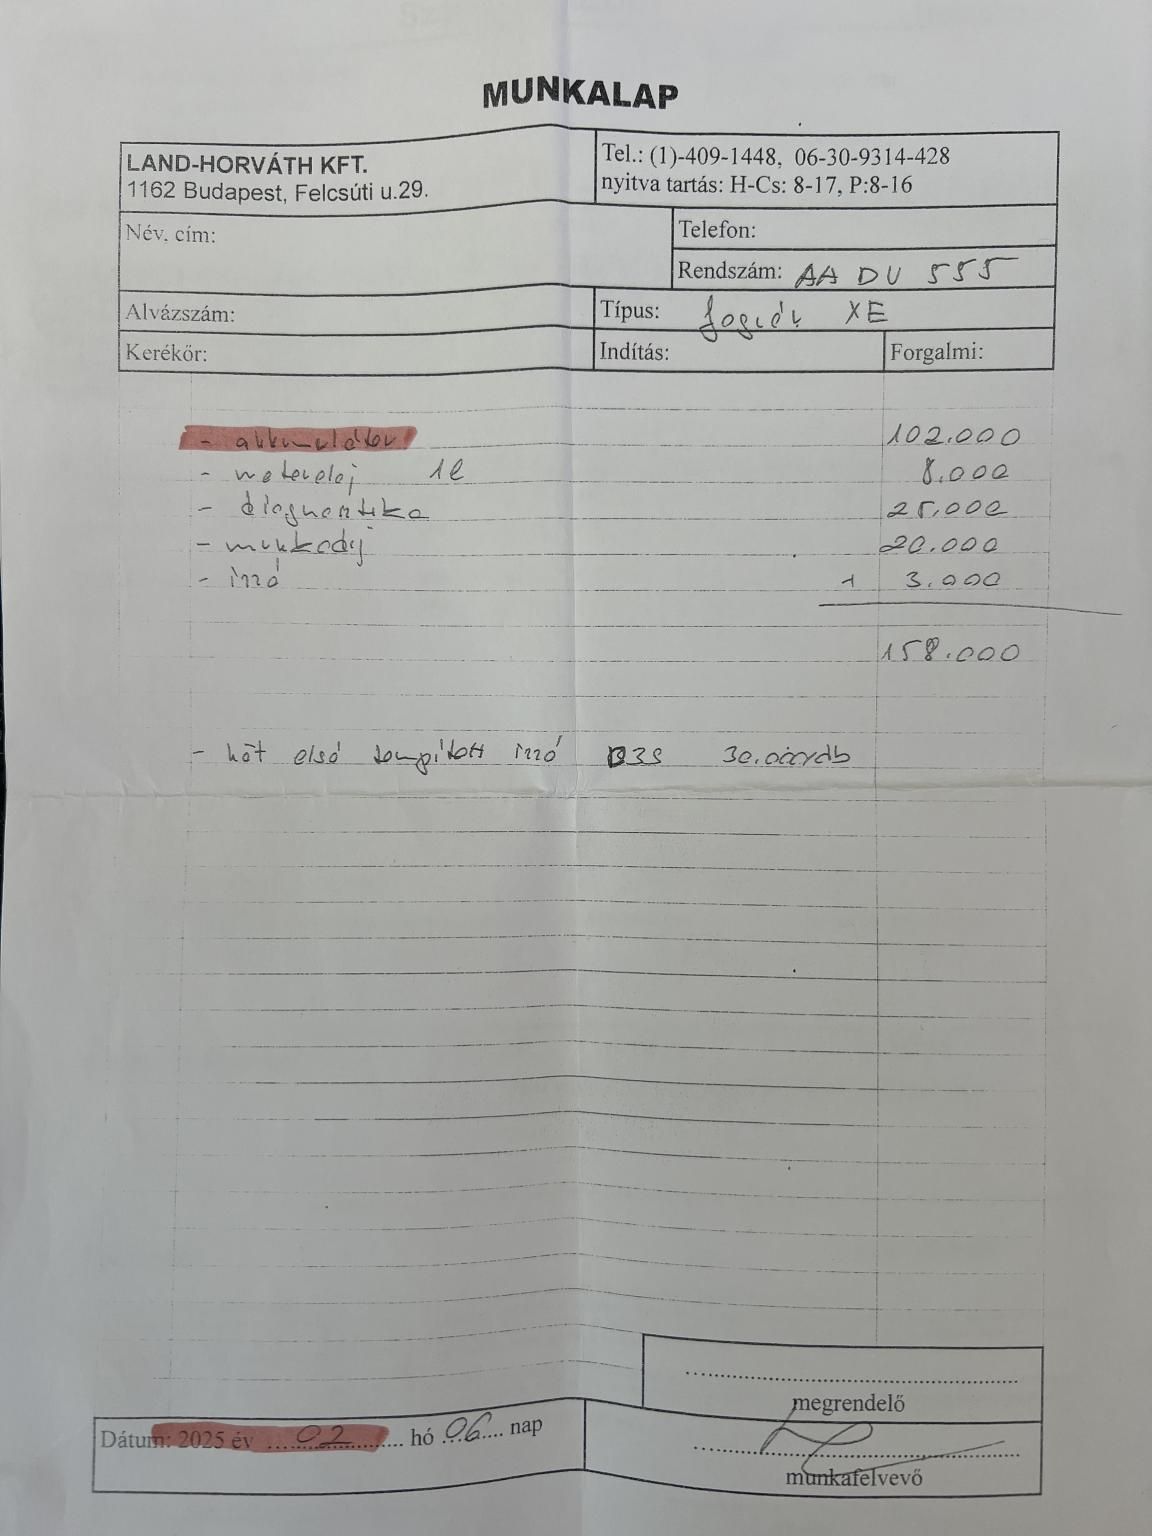 MUNKALAP
LAND-HORVÁTH KFT.
1162 Budapest, Felcsúti u.29.
Tel.: (1)-409-1448, 06-30-9314-428
nyitva tartás: H-Cs: 8-17, P:8-16
Név. cím:
Telefon:
Rendszám: AA DU 555
Alvázszám:
Típus: Jaguár XE
Kerékőr:
Indítás:
Forgalmi:
- akkumulátor 102.000
- motorolaj 1l 8.000
- diagnostika 25.000
- munkadíj 20.000
- izzó + 3.000
158.000
- két első tompított izzó D3S 30.000/db
megrendelő
Dátum: 2025 év 02 hó 06 nap
munkafelvevő